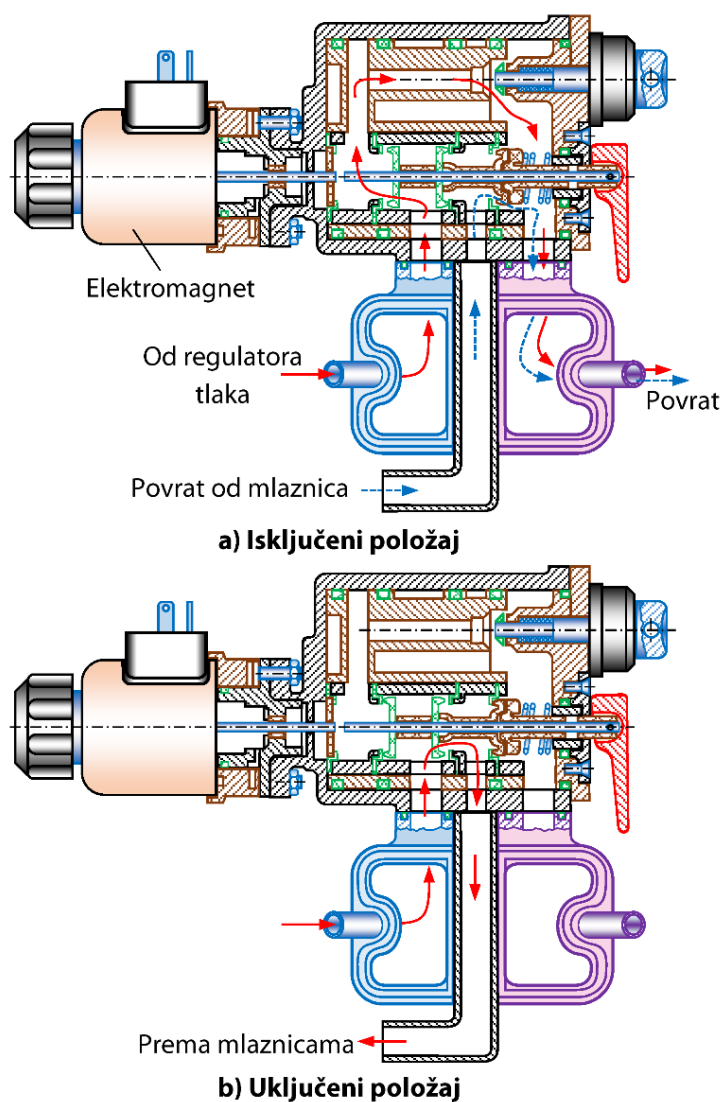 Elektromagnet
Od regulatora
tlaka
Povrat
Povrat od mlaznica
a) Isključeni položaj
Prema mlaznicama
b) Uključeni položaj